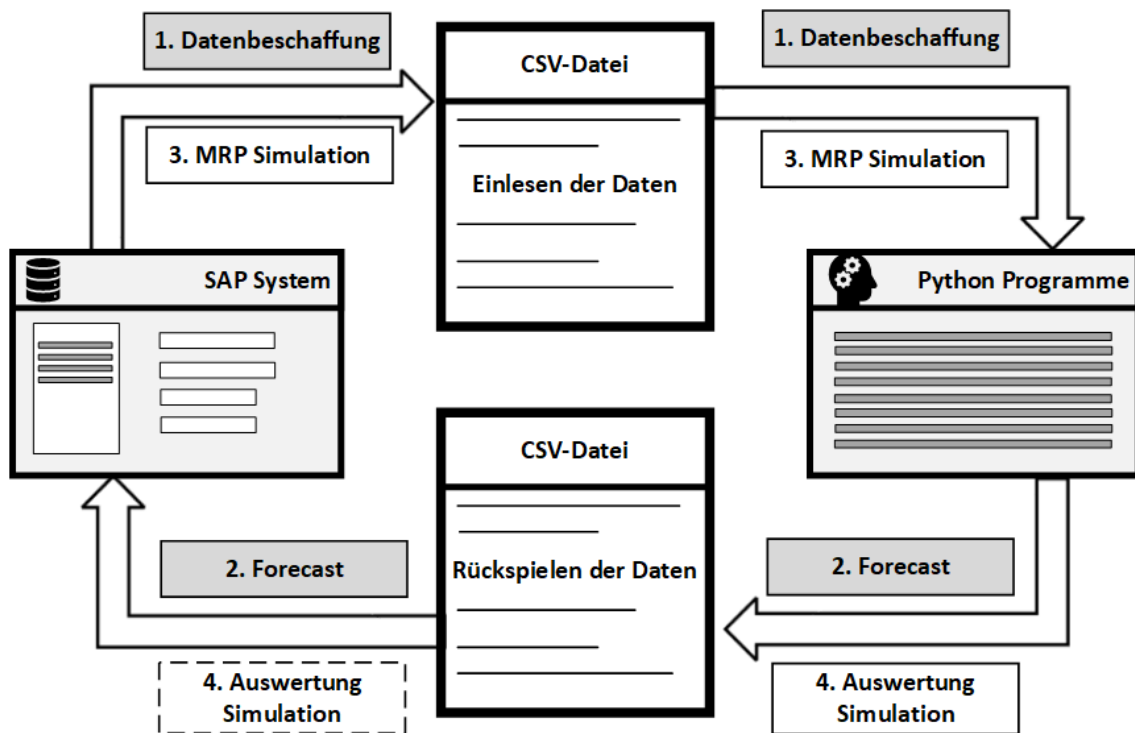 1. Datenbeschaffung
CSV-Datei
1. Datenbeschaffung
3. MRP Simulation
Einlesen der Daten
3. MRP Simulation
SAP System
Python Programme
CSV-Datei
2. Forecast
Rückspielen der Daten
2. Forecast
4. Auswertung
Simulation
4. Auswertung
Simulation